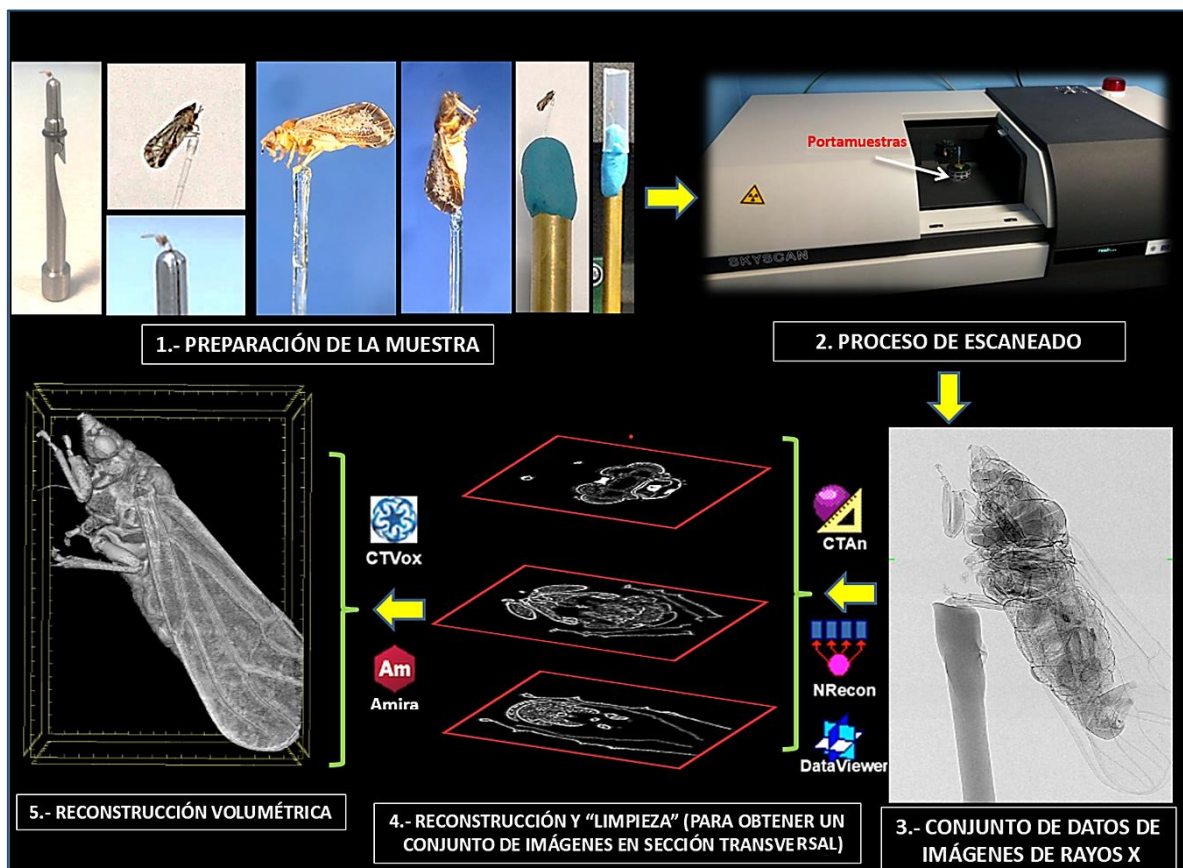 Portamuestras
SKYSCAN
1.- PREPARACIÓN DE LA MUESTRA
2. PROCESO DE ESCANEADO
CTVox
Am
Amira
CTAn
NRecon
DataViewer
5.- RECONSTRUCCIÓN VOLUMÉTRICA
4.- RECONSTRUCCIÓN Y “LIMPIEZA” (PARA OBTENER UN
CONJUNTO DE IMÁGENES EN SECCIÓN TRANSVERSAL)
3.- CONJUNTO DE DATOS DE
IMÁGENES DE RAYOS X